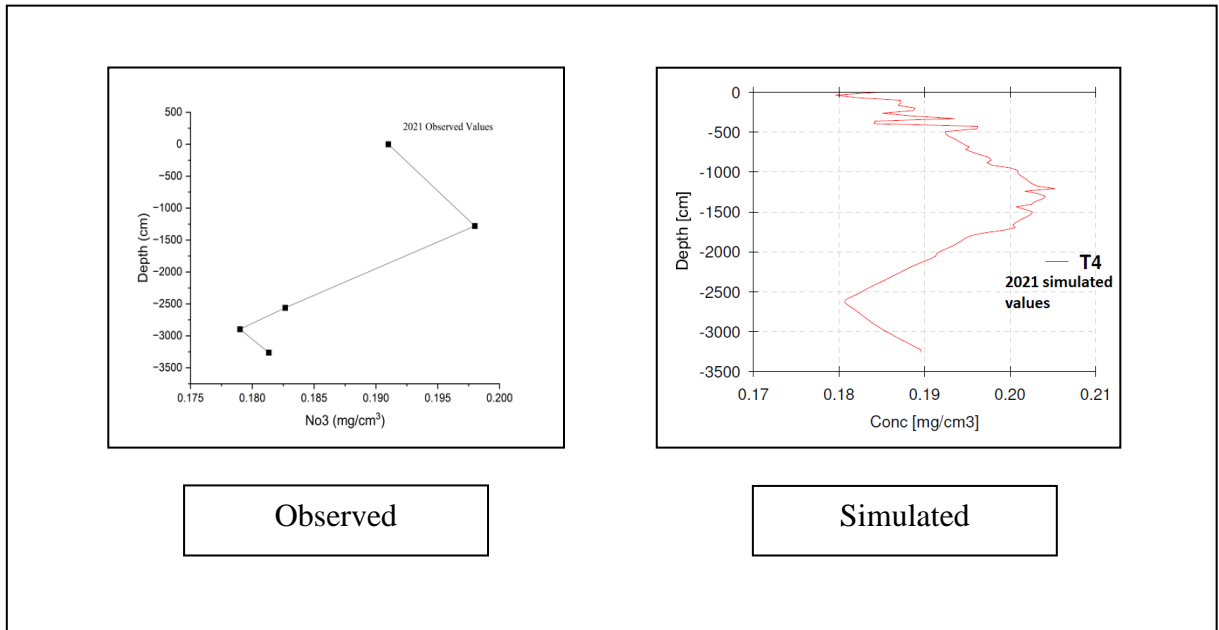 500
0
−500
−1000
−1500
−2000
−2500
−3000
−3500
0.175 0.180 0.185 0.190 0.195 0.200
Depth (cm)
No3 (mg/cm³)
2021 Observed Values
0
-500
-1000
-1500
-2000
-2500
-3000
-3500
0.17 0.18 0.19 0.20 0.21
Depth [cm]
Conc [mg/cm3]
T4
2021 simulated
values
Observed
Simulated